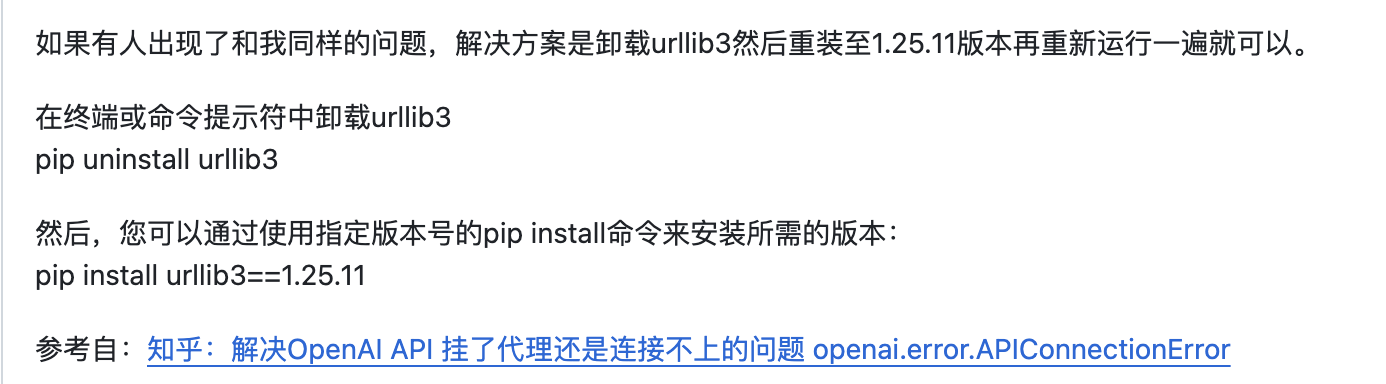 如果有人出现了和我同样的问题，解决方案是卸载urllib3然后重装至1.25.11版本再重新运行一遍就可以。
在终端或命令提示符中卸载urllib3
pip uninstall urllib3
然后，您可以通过使用指定版本号的pip install命令来安装所需的版本：
pip install urllib3==1.25.11
参考自：知乎：解决OpenAI API 挂了代理还是连接不上的问题 openai.error.APIConnectionError